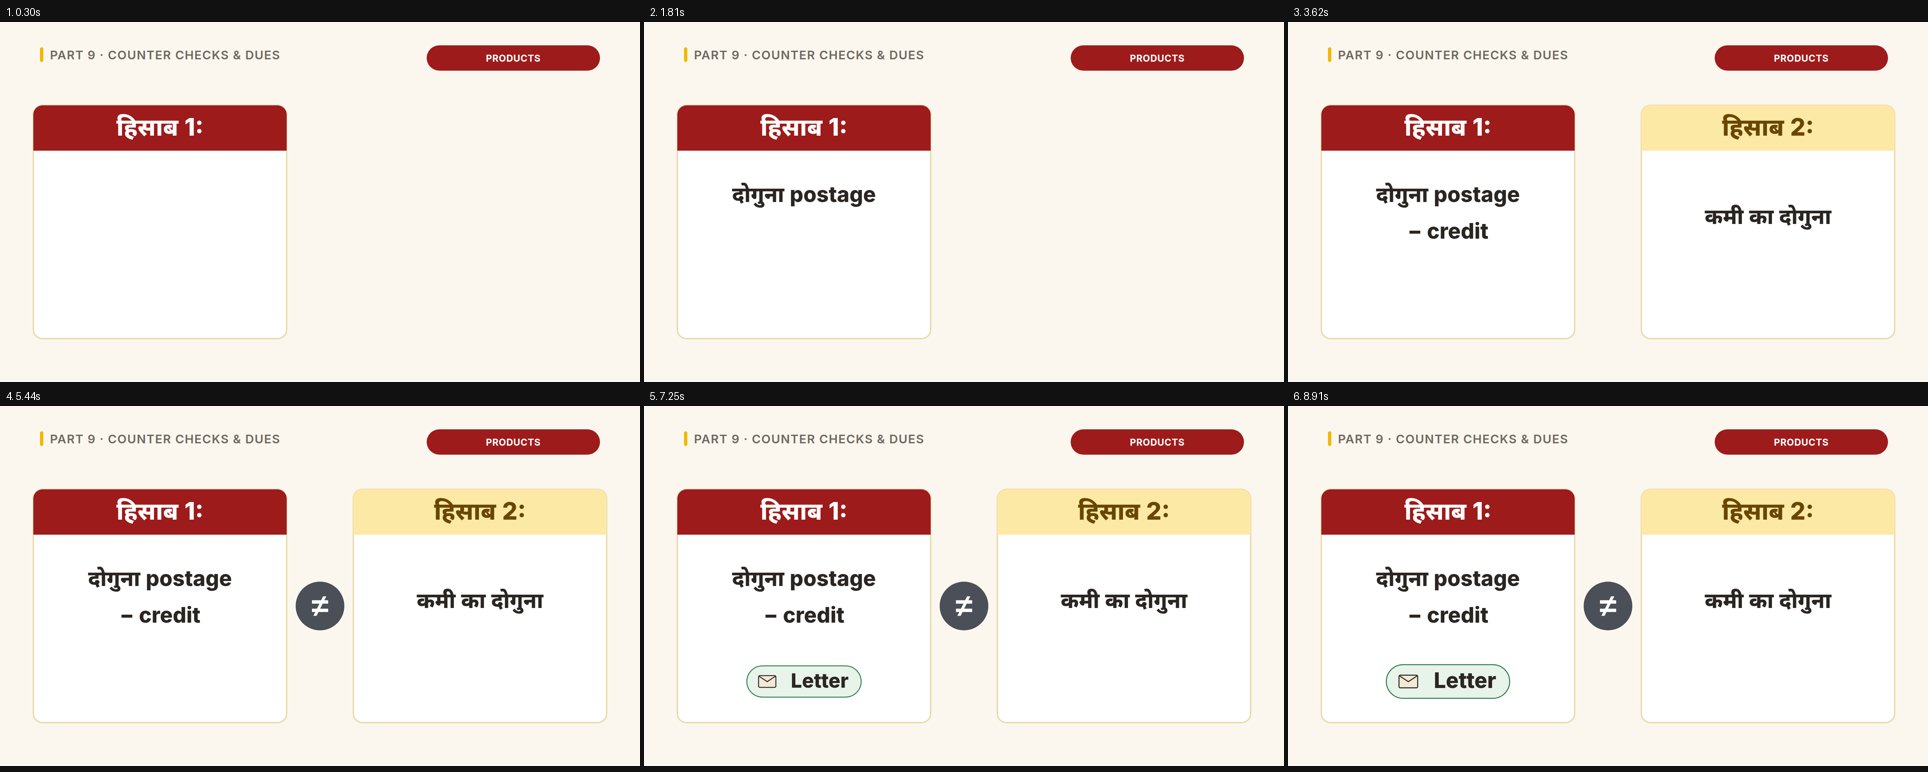 1. 0.30s
PART 9 · COUNTER CHECKS & DUES
PRODUCTS
हिसाब 1:
2. 1.81s
PART 9 · COUNTER CHECKS & DUES
PRODUCTS
हिसाब 1:
दोगुना postage
3. 3.62s
PART 9 · COUNTER CHECKS & DUES
PRODUCTS
हिसाब 1:
दोगुना postage
– credit
हिसाब 2:
कमी का दोगुना
4. 5.44s
PART 9 · COUNTER CHECKS & DUES
PRODUCTS
हिसाब 1:
दोगुना postage
– credit
≠
हिसाब 2:
कमी का दोगुना
5. 7.25s
PART 9 · COUNTER CHECKS & DUES
PRODUCTS
हिसाब 1:
दोगुना postage
– credit
Letter
≠
हिसाब 2:
कमी का दोगुना
6. 8.91s
PART 9 · COUNTER CHECKS & DUES
PRODUCTS
हिसाब 1:
दोगुना postage
– credit
Letter
≠
हिसाब 2:
कमी का दोगुना